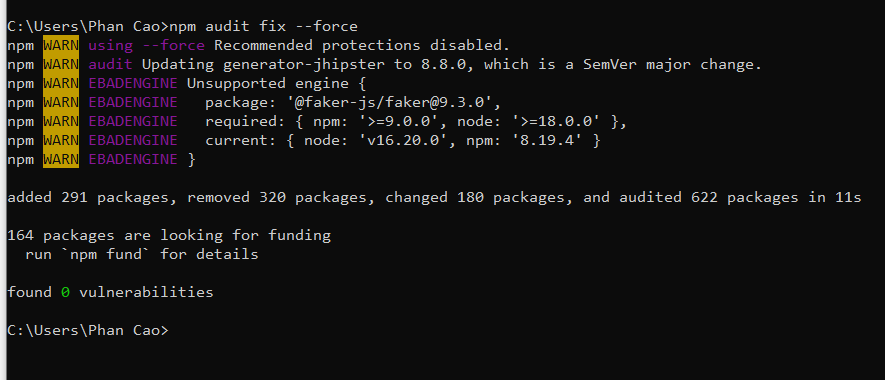 C:\Users\Phan Cao>npm audit fix --force
npm WARN using --force Recommended protections disabled.
npm WARN audit Updating generator-jhipster to 8.8.0, which is a SemVer major change.
npm WARN EBADENGINE Unsupported engine {
npm WARN EBADENGINE   package: '@faker-js/faker@9.3.0',
npm WARN EBADENGINE   required: { npm: '>=9.0.0', node: '>=18.0.0' },
npm WARN EBADENGINE   current: { node: 'v16.20.0', npm: '8.19.4' }
npm WARN EBADENGINE }
added 291 packages, removed 320 packages, changed 180 packages, and audited 622 packages in 11s
164 packages are looking for funding
  run `npm fund` for details
found 0 vulnerabilities
C:\Users\Phan Cao>